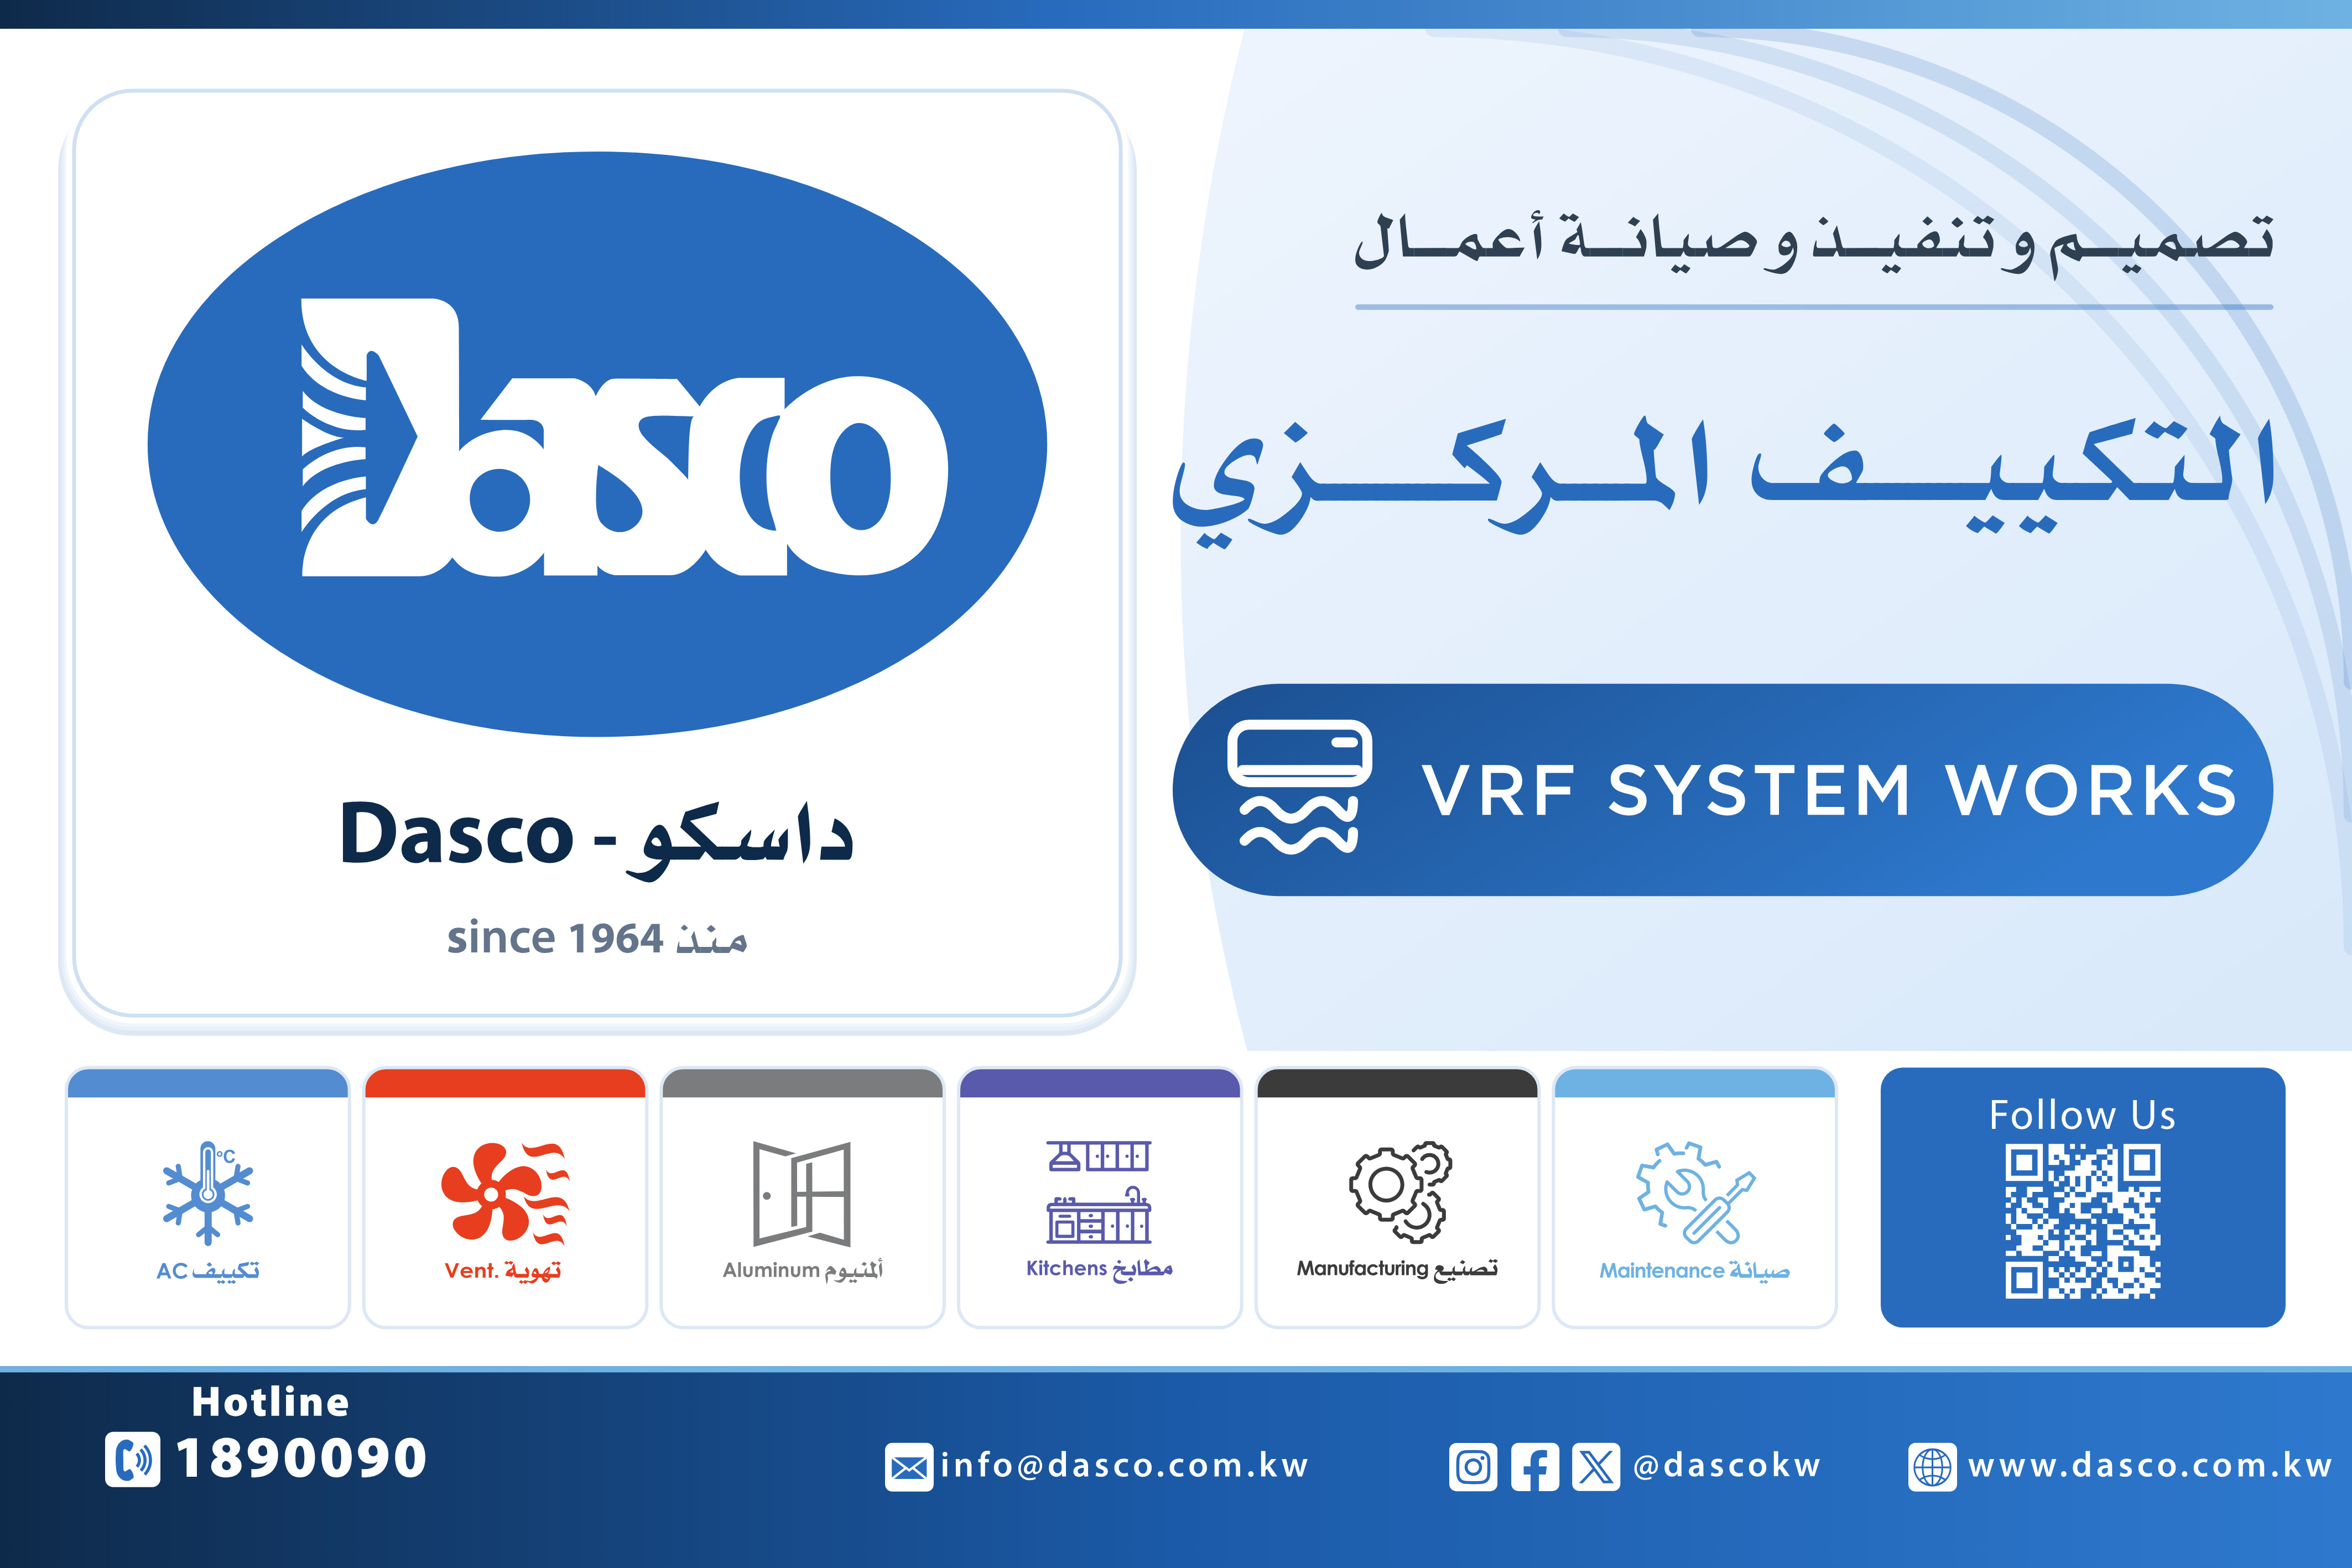 Dasco
Dasco - داسكو
since 1964 منذ
تصميم و تنفيذ و صيانة أعمال
التكييف المركزي
VRF SYSTEM WORKS
°C
AC تكييف
Vent. تهوية
Aluminum ألمنيوم
Kitchens مطابخ
Manufacturing تصنيع
Maintenance صيانة
Follow Us
Hotline
1890090
info@dasco.com.kw
@dascokw
www.dasco.com.kw